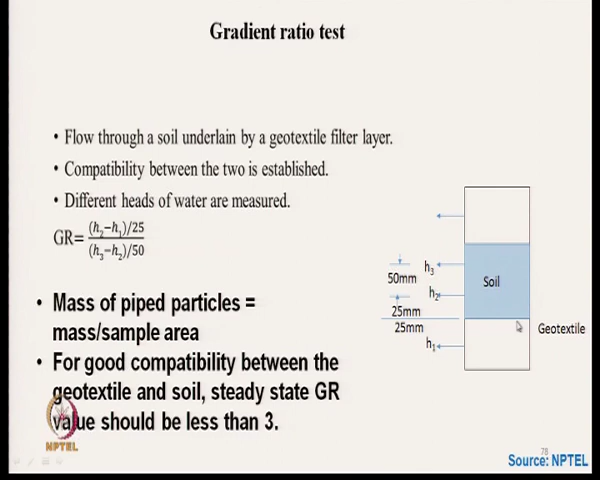 Gradient ratio test
• Flow through a soil underlain by a geotextile filter layer.
• Compatibility between the two is established.
• Different heads of water are measured.
GR= (h₂−h₁)/25 / (h₃−h₂)/50
• Mass of piped particles =
mass/sample area
• For good compatibility between the
geotextile and soil, steady state GR
value should be less than 3.
h₃
50mm
Soil
h₂
25mm
25mm
Geotextile
h₁
NPTEL
78
Source: NPTEL